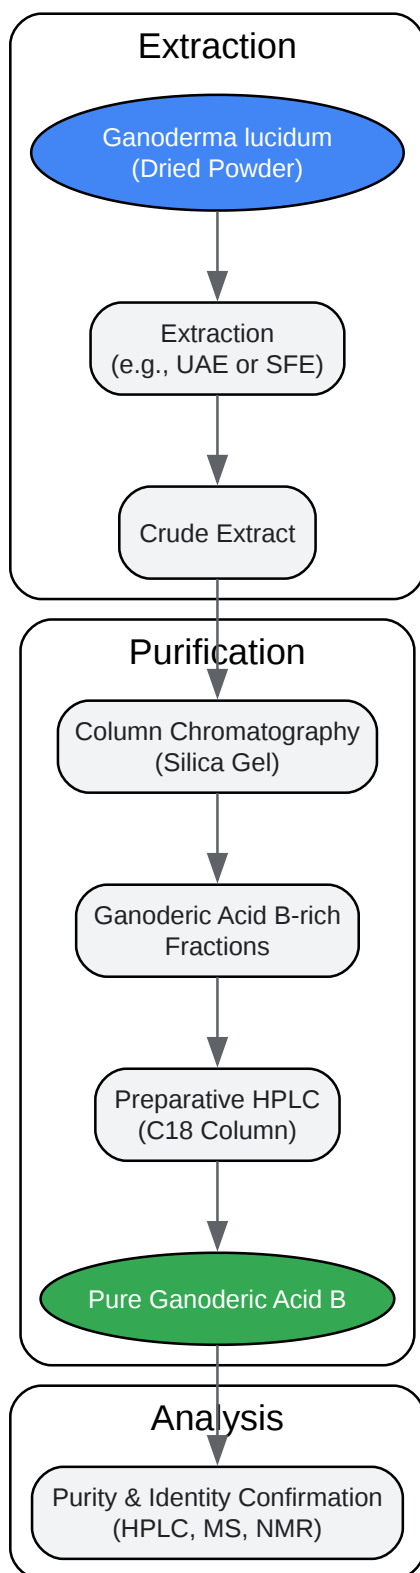 Extraction
Ganoderma lucidum
(Dried Powder)
Extraction
(e.g., UAE or SFE)
Crude Extract
Purification
Column Chromatography
(Silica Gel)
Ganoderic Acid B-rich
Fractions
Preparative HPLC
(C18 Column)
Pure Ganoderic Acid B
Analysis
Purity & Identity Confirmation
(HPLC, MS, NMR)